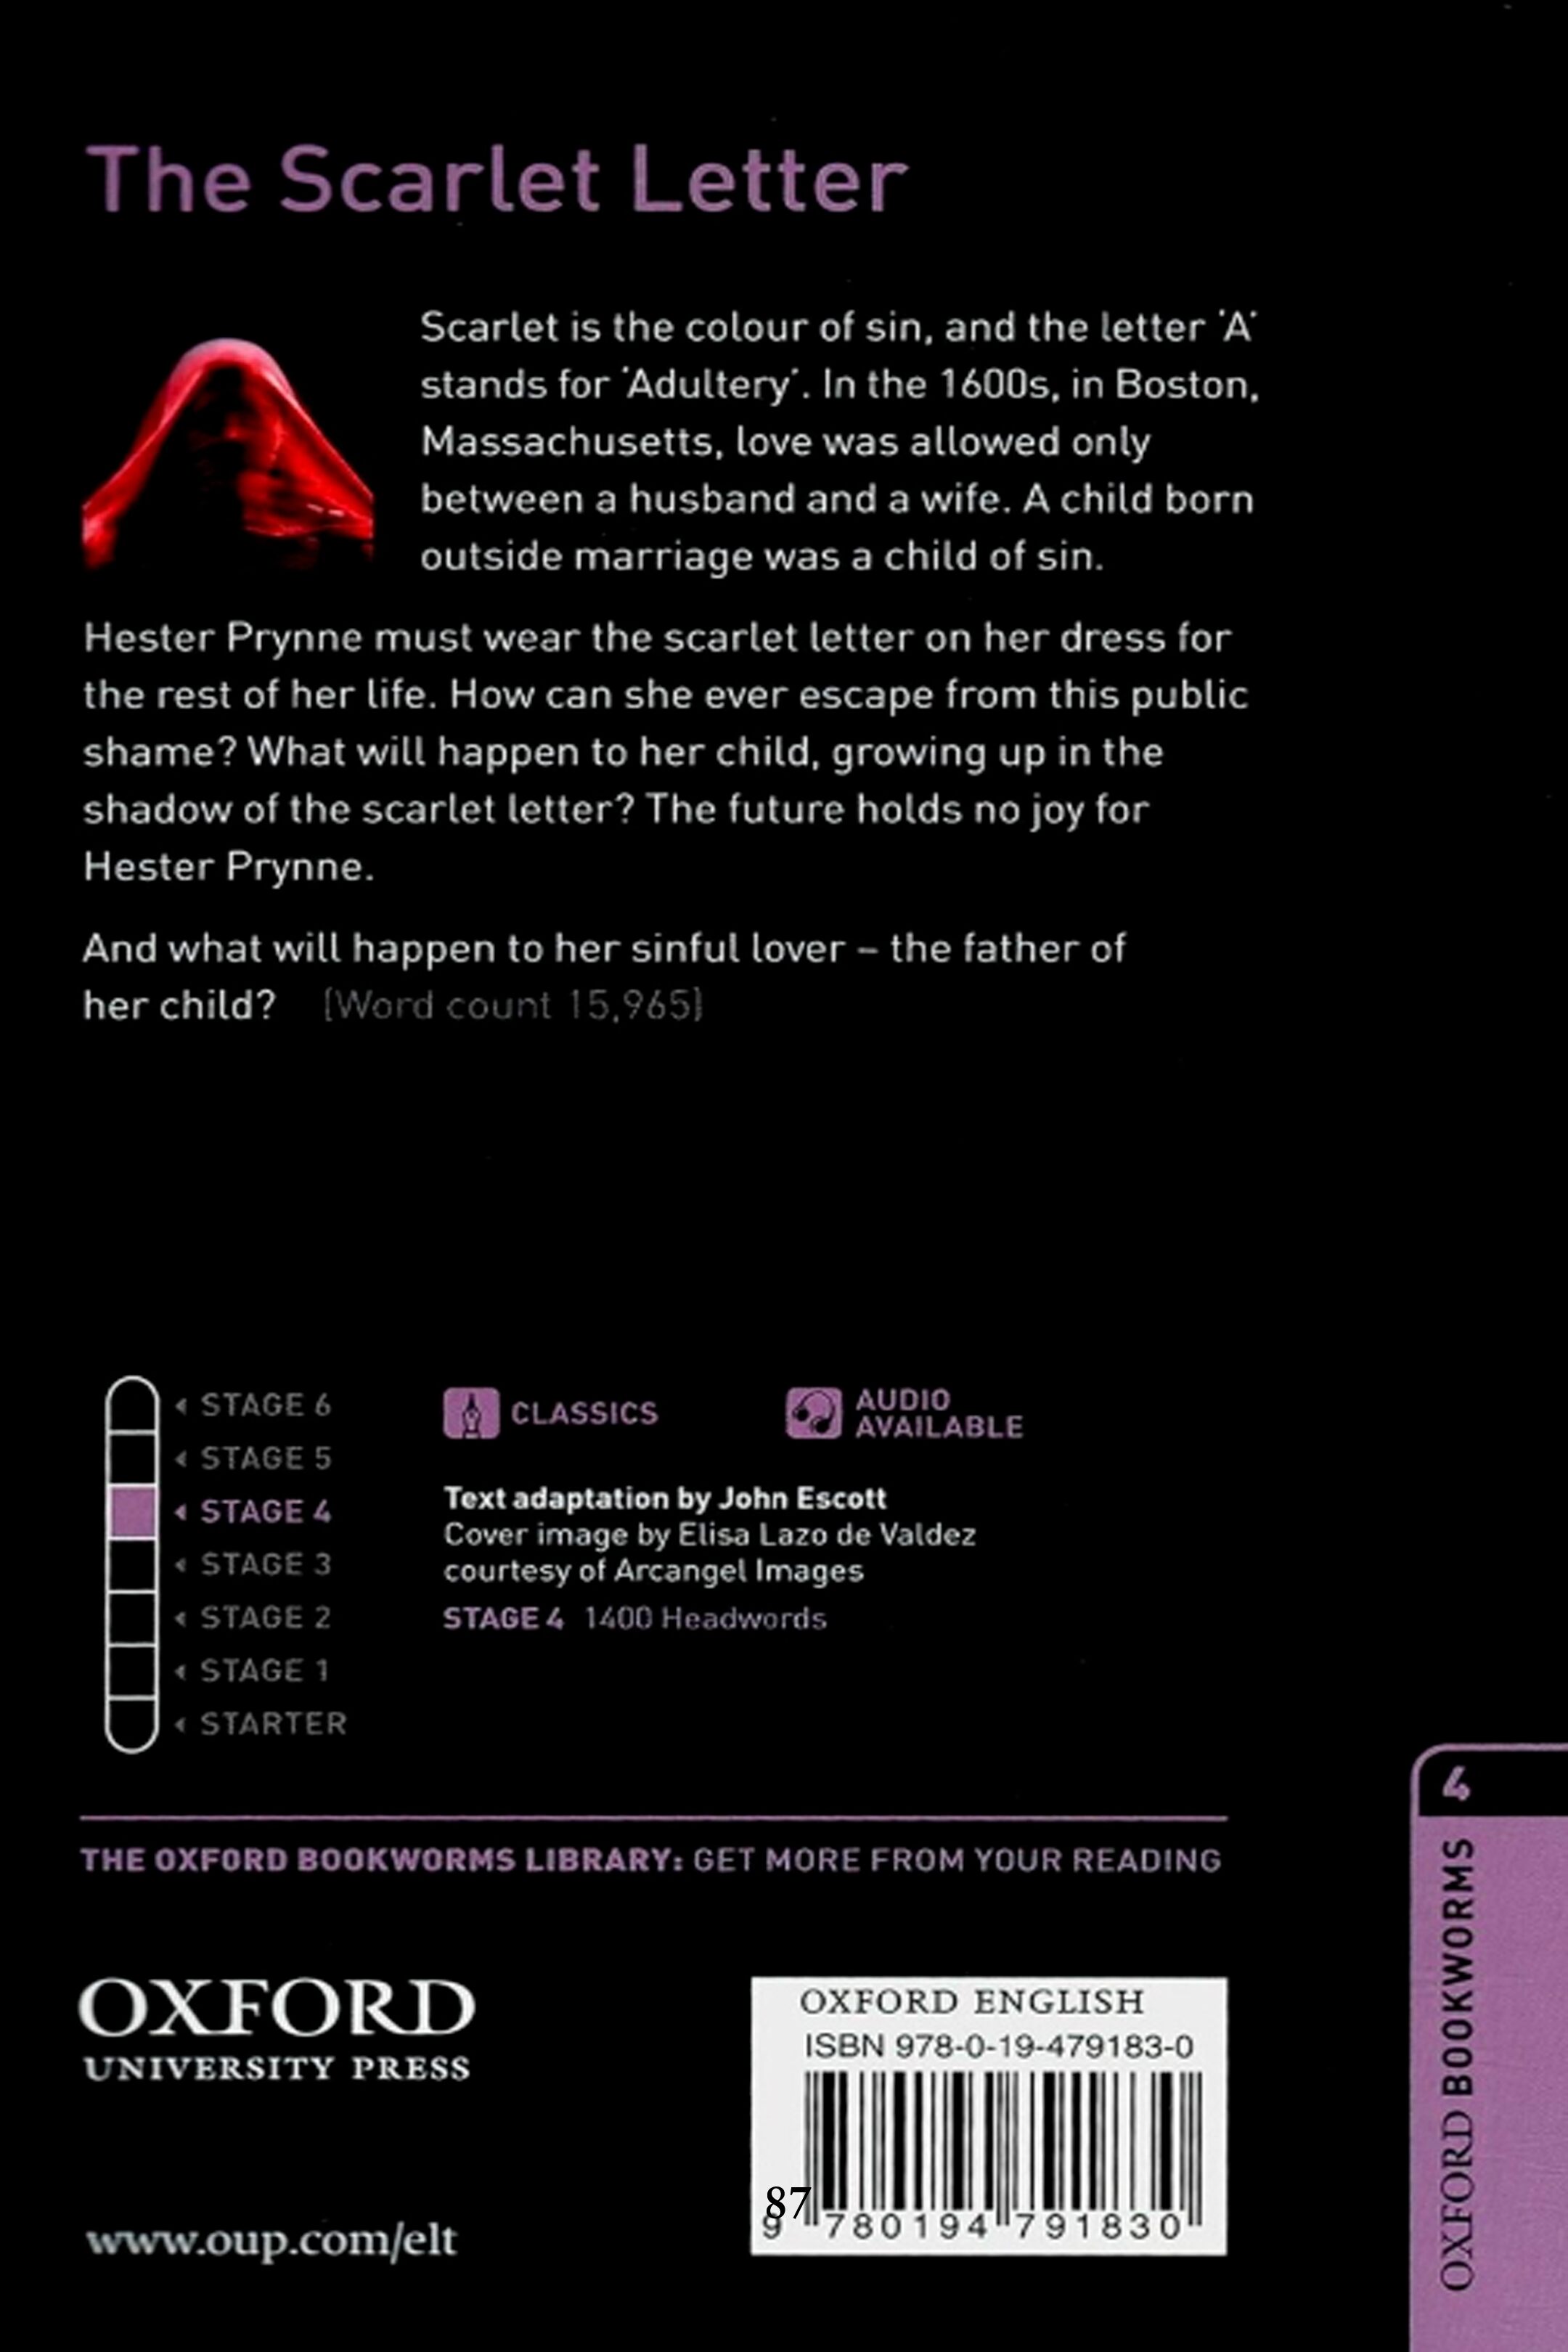 The Scarlet Letter
Scarlet is the colour of sin, and the letter ‘A’
stands for ‘Adultery’. In the 1600s, in Boston,
Massachusetts, love was allowed only
between a husband and a wife. A child born
outside marriage was a child of sin.
Hester Prynne must wear the scarlet letter on her dress for
the rest of her life. How can she ever escape from this public
shame? What will happen to her child, growing up in the
shadow of the scarlet letter? The future holds no joy for
Hester Prynne.
And what will happen to her sinful lover – the father of
her child? (Word count 15,965)
STAGE 6
STAGE 5
STAGE 4
STAGE 3
STAGE 2
STAGE 1
STARTER
CLASSICS
AUDIO
AVAILABLE
Text adaptation by John Escott
Cover image by Elisa Lazo de Valdez
courtesy of Arcangel Images
STAGE 4 1400 Headwords
THE OXFORD BOOKWORMS LIBRARY: GET MORE FROM YOUR READING
OXFORD
UNIVERSITY PRESS
www.oup.com/elt
OXFORD ENGLISH
ISBN 978-0-19-479183-0
87
9 780194 791830
4
OXFORD BOOKWORMS